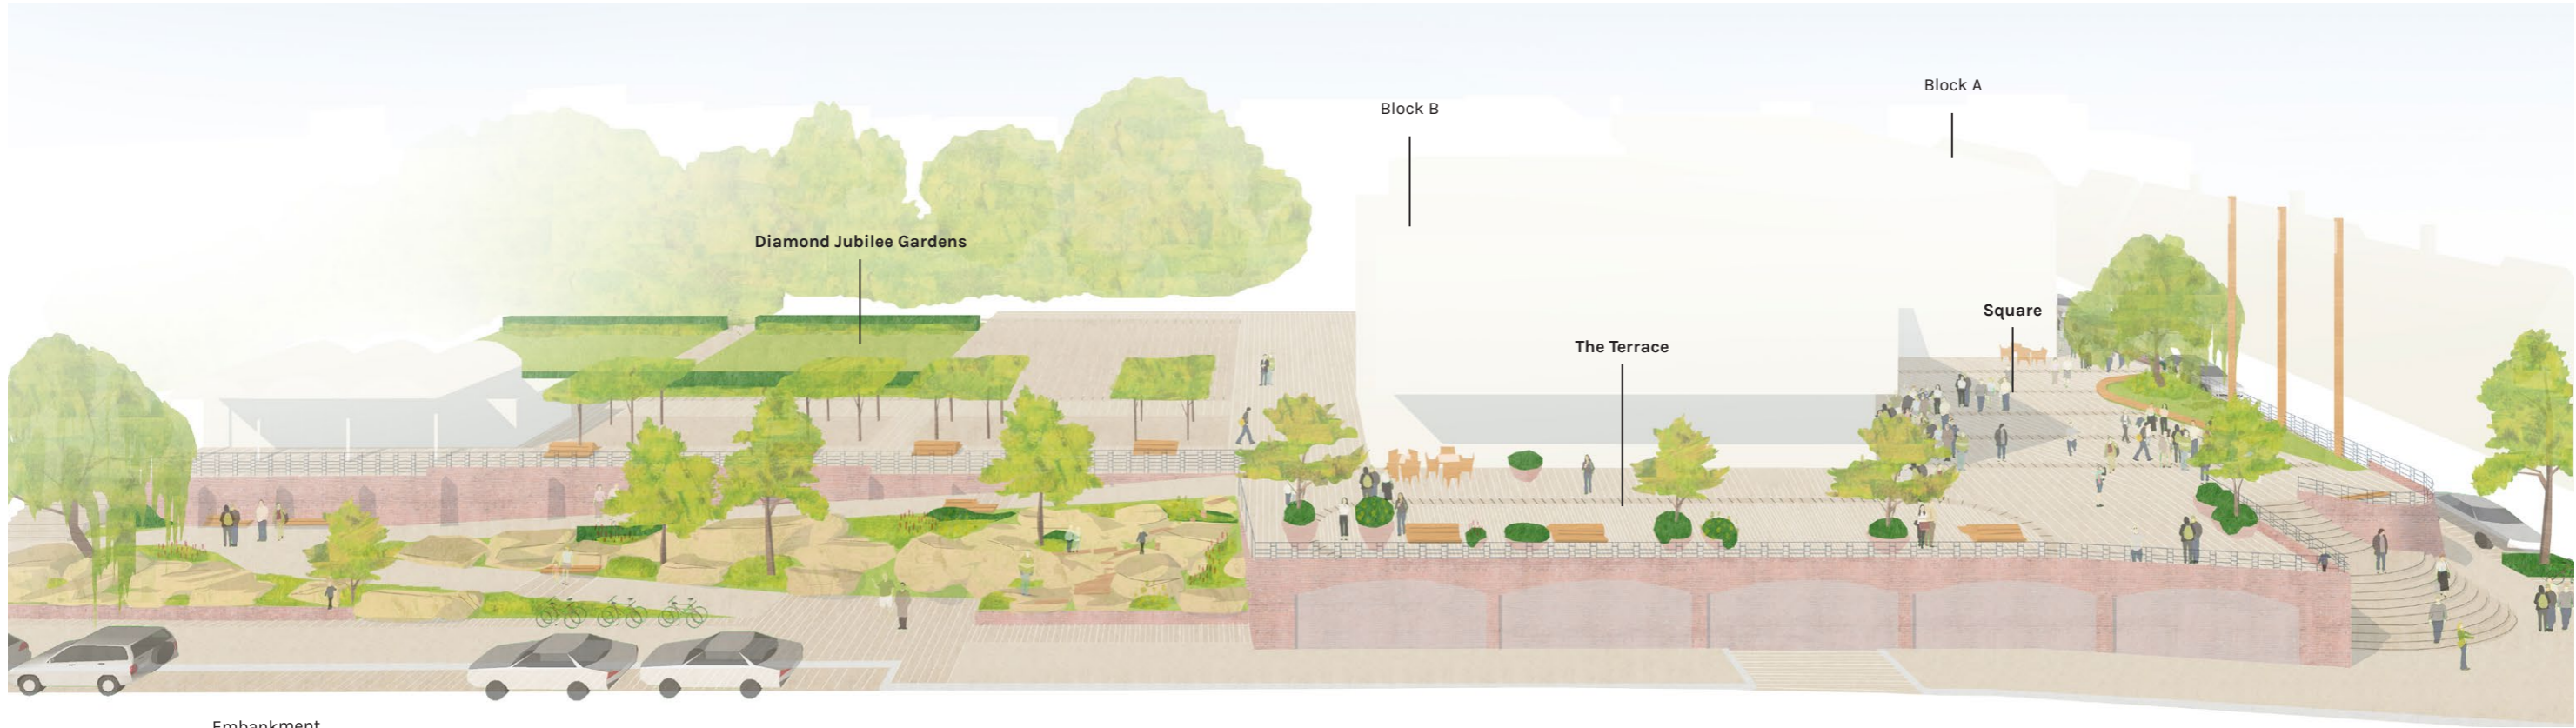 Block A
Block B
Diamond Jubilee Gardens
Square
The Terrace
Embankment